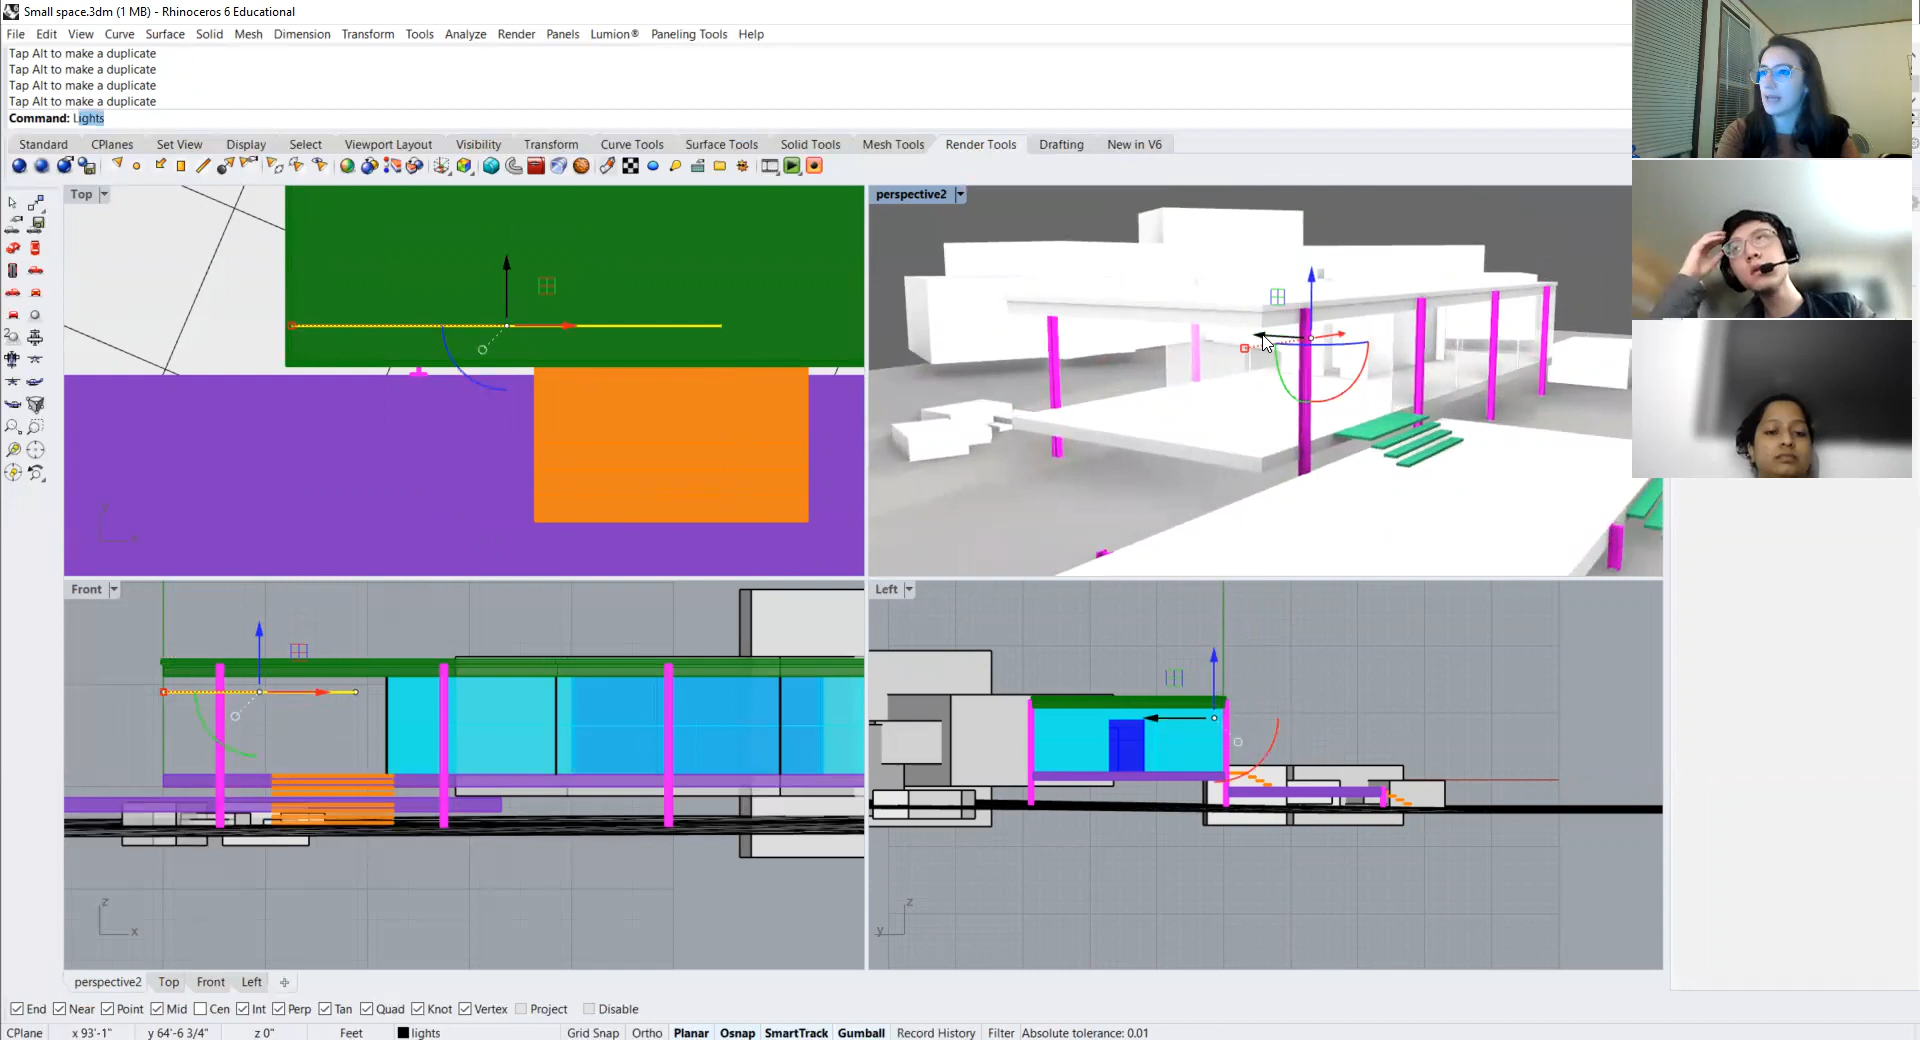 Small space.3dm (1 MB) - Rhinoceros 6 Educational
File Edit View Curve Surface Solid Mesh Dimension Transform Tools Analyze Render Panels Lumion® Paneling Tools Help
Tap Alt to make a duplicate
Tap Alt to make a duplicate
Tap Alt to make a duplicate
Tap Alt to make a duplicate
Command: Lights
Standard CPlanes Set View Display Select Viewport Layout Visibility Transform Curve Tools Surface Tools Solid Tools Mesh Tools Render Tools Drafting New in V6
Top
perspective2
Front
Left
z
x
z
y
perspective2 Top Front Left
End Near Point Mid Cen Int Perp Tan Quad Knot Vertex Project Disable
CPlane x 93'-1" y 64'-6 3/4" z 0" Feet lights Grid Snap Ortho Planar Osnap SmartTrack Gumball Record History Filter Absolute tolerance: 0.01